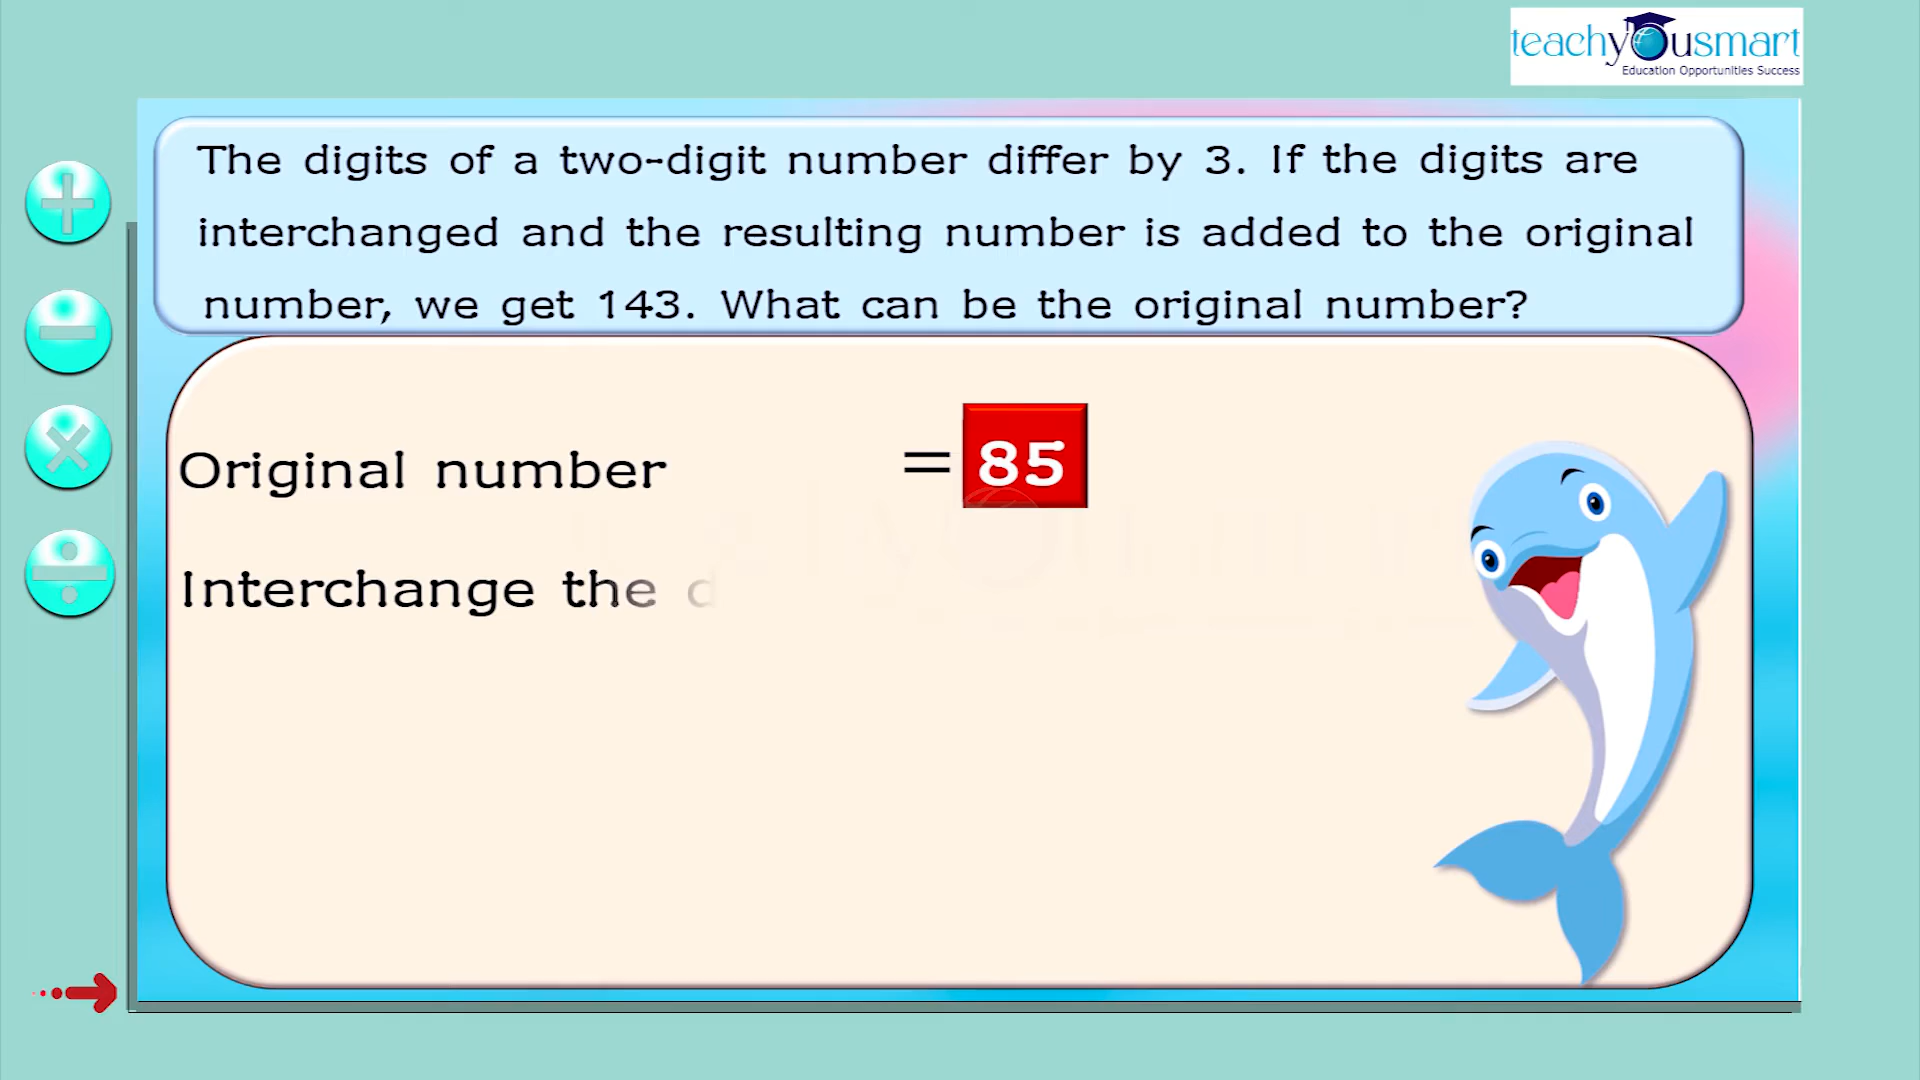 teachyousmart
Education Opportunities Success
The digits of a two-digit number differ by 3. If the digits are
interchanged and the resulting number is added to the original
number, we get 143. What can be the original number?
Original number = 85
Interchange the